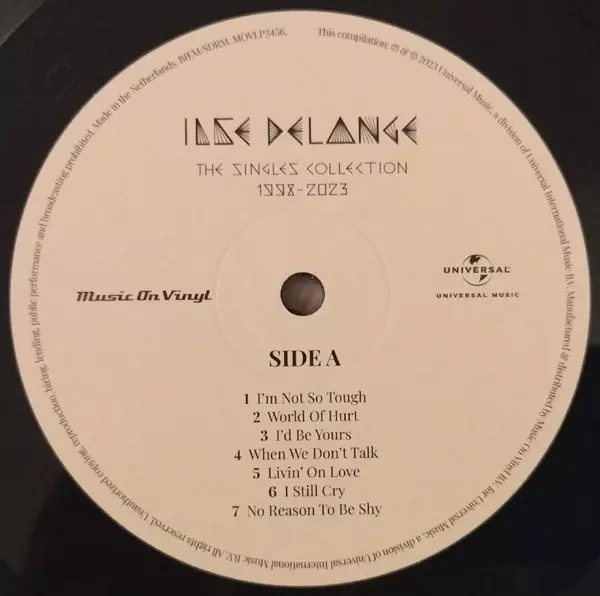 ILSE DELANGE
THE SINGLES COLLECTION
1998-2023
Music On Vinyl
UNIVERSAL
UNIVERSAL MUSIC
SIDE A
1 I'm Not So Tough
2 World Of Hurt
3 I'd Be Yours
4 When We Don't Talk
5 Livin' On Love
6 I Still Cry
7 No Reason To Be Shy
This compilation: ℗ & © 2023 Universal Music, a division of Universal International Music B.V. Manufactured & distributed by Music On Vinyl B.V. for Universal Music, a division of Universal International Music B.V. All rights reserved. Unauthorized copying, reproduction, hiring, lending, public performance and broadcasting prohibited. Made in the Netherlands. BIEM/SDRM. MOVLP3456.